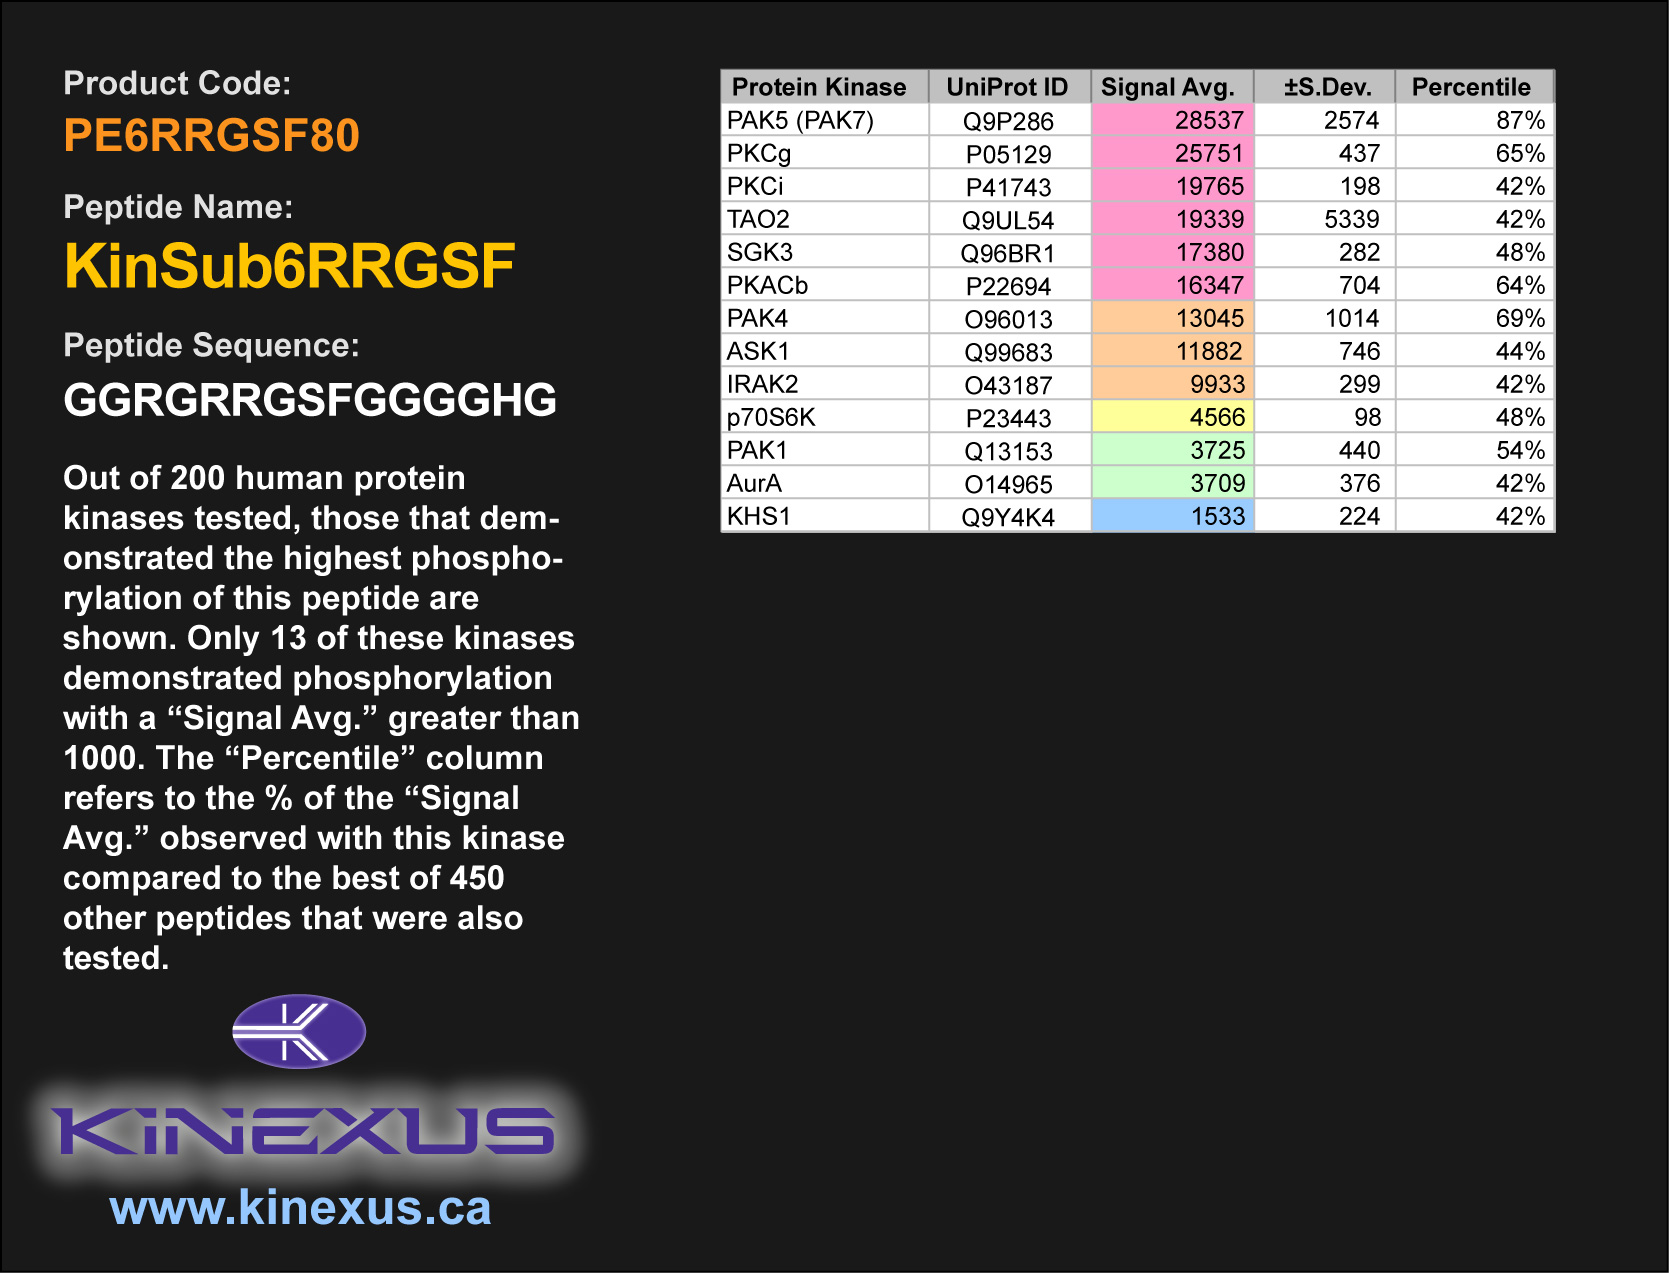 Product Code:
PE6RRGSF80
Peptide Name:
KinSub6RRGSF
Peptide Sequence:
GGRGRRGSFGGGGHG
Out of 200 human protein
kinases tested, those that dem-
onstrated the highest phospho-
rylation of this peptide are
shown. Only 13 of these kinases
demonstrated phosphorylation
with a “Signal Avg.” greater than
1000. The “Percentile” column
refers to the % of the “Signal
Avg.” observed with this kinase
compared to the best of 450
other peptides that were also
tested.
KINEXUS
www.kinexus.ca
Protein Kinase UniProt ID Signal Avg. ±S.Dev. Percentile
PAK5 (PAK7) Q9P286 28537 2574 87%
PKCg P05129 25751 437 65%
PKCi P41743 19765 198 42%
TAO2 Q9UL54 19339 5339 42%
SGK3 Q96BR1 17380 282 48%
PKACb P22694 16347 704 64%
PAK4 O96013 13045 1014 69%
ASK1 Q99683 11882 746 44%
IRAK2 O43187 9933 299 42%
p70S6K P23443 4566 98 48%
PAK1 Q13153 3725 440 54%
AurA O14965 3709 376 42%
KHS1 Q9Y4K4 1533 224 42%